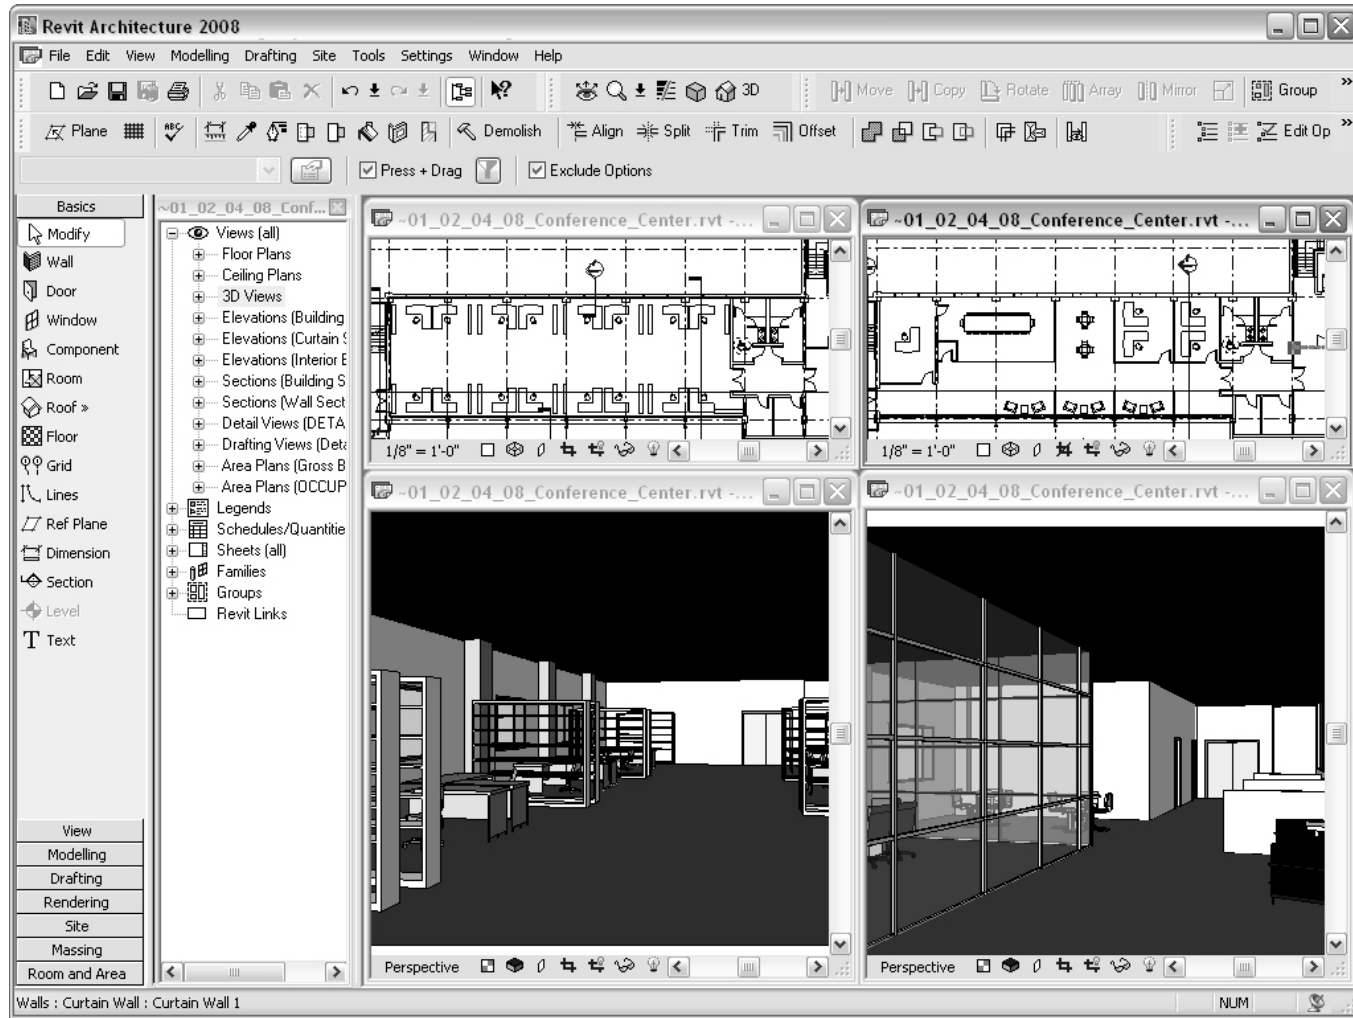 Revit Architecture 2008
File Edit View Modelling Drafting Site Tools Settings Window Help
3D Move Copy Rotate Array Mirror Group »
Plane ABC Demolish Align Split Trim Offset Edit Op »
Press + Drag Exclude Options
Basics
Modify
Wall
Door
Window
Component
Room
Roof »
Floor
Grid
Lines
Ref Plane
Dimension
Section
Level
Text
View
Modelling
Drafting
Rendering
Site
Massing
Room and Area
~01_02_04_08_Conf...
Views (all)
Floor Plans
Ceiling Plans
3D Views
Elevations (Building
Elevations (Curtain
Elevations (Interior
Sections (Building S
Sections (Wall Sect
Detail Views (DETA
Drafting Views (Deta
Area Plans (Gross B
Area Plans (OCCUP
Legends
Schedules/Quantitie
Sheets (all)
Families
Groups
Revit Links
~01_02_04_08_Conference_Center.rvt -...
1/8" = 1'-0"
~01_02_04_08_Conference_Center.rvt -...
1/8" = 1'-0"
~01_02_04_08_Conference_Center.rvt -...
Perspective
~01_02_04_08_Conference_Center.rvt -...
Perspective
Walls : Curtain Wall : Curtain Wall 1
NUM